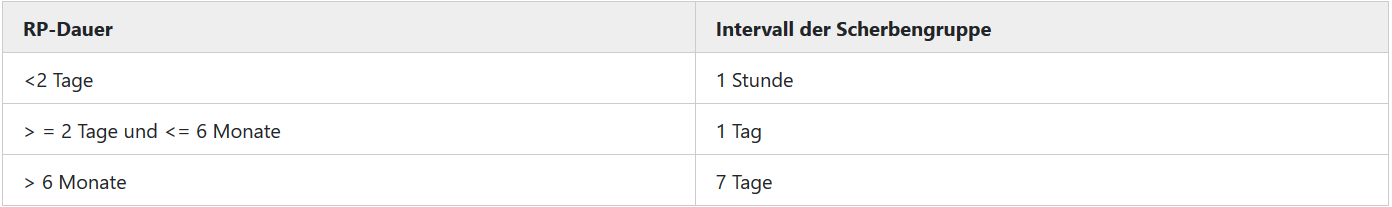 RP-Dauer Intervall der Scherbengruppe
<2 Tage 1 Stunde
> = 2 Tage und <= 6 Monate 1 Tag
> 6 Monate 7 Tage